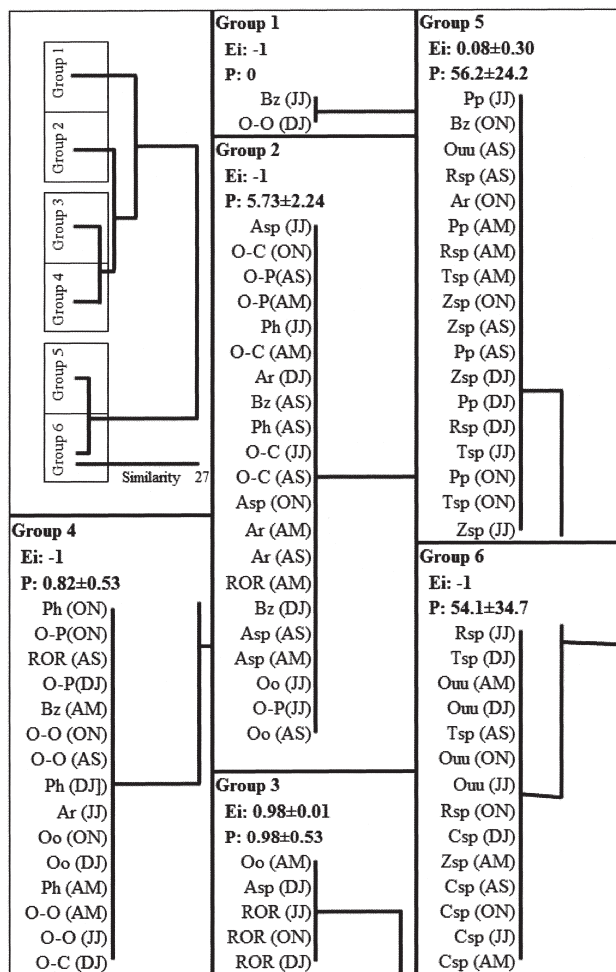 Group 1
Group 2
Group 3
Group 4
Group 5
Group 6
Similarity 27
Group 1
Ei: -1
P: 0
Bz (JJ)
O-O (DJ)
Group 2
Ei: -1
P: 5.73±2.24
Asp (JJ)
O-C (ON)
O-P(AS)
O-P(AM)
Ph (JJ)
O-C (AM)
Ar (DJ)
Bz (AS)
Ph (AS)
O-C (JJ)
O-C (AS)
Asp (ON)
Ar (AM)
Ar (AS)
ROR (AM)
Bz (DJ)
Asp (AS)
Asp (AM)
Oo (JJ)
O-P(JJ)
Oo (AS)
Group 3
Ei: 0.98±0.01
P: 0.98±0.53
Oo (AM)
Asp (DJ)
ROR (JJ)
ROR (ON)
ROR (DJ)
Group 4
Ei: -1
P: 0.82±0.53
Ph (ON)
O-P(ON)
ROR (AS)
O-P(DJ)
Bz (AM)
O-O (ON)
O-O (AS)
Ph (DJ])
Ar (JJ)
Oo (ON)
Oo (DJ)
Ph (AM)
O-O (AM)
O-O (JJ)
O-C (DJ)
Group 5
Ei: 0.08±0.30
P: 56.2±24.2
Pp (JJ)
Bz (ON)
Ouu (AS)
Rsp (AS)
Ar (ON)
Pp (AM)
Rsp (AM)
Tsp (AM)
Zsp (ON)
Zsp (AS)
Pp (AS)
Zsp (DJ)
Pp (DJ)
Rsp (DJ)
Tsp (JJ)
Pp (ON)
Tsp (ON)
Zsp (JJ)
Group 6
Ei: -1
P: 54.1±34.7
Rsp (JJ)
Tsp (DJ)
Ouu (AM)
Ouu (DJ)
Tsp (AS)
Ouu (ON)
Ouu (JJ)
Rsp (ON)
Csp (DJ)
Zsp (AM)
Csp (AS)
Csp (ON)
Csp (JJ)
Csp (AM)